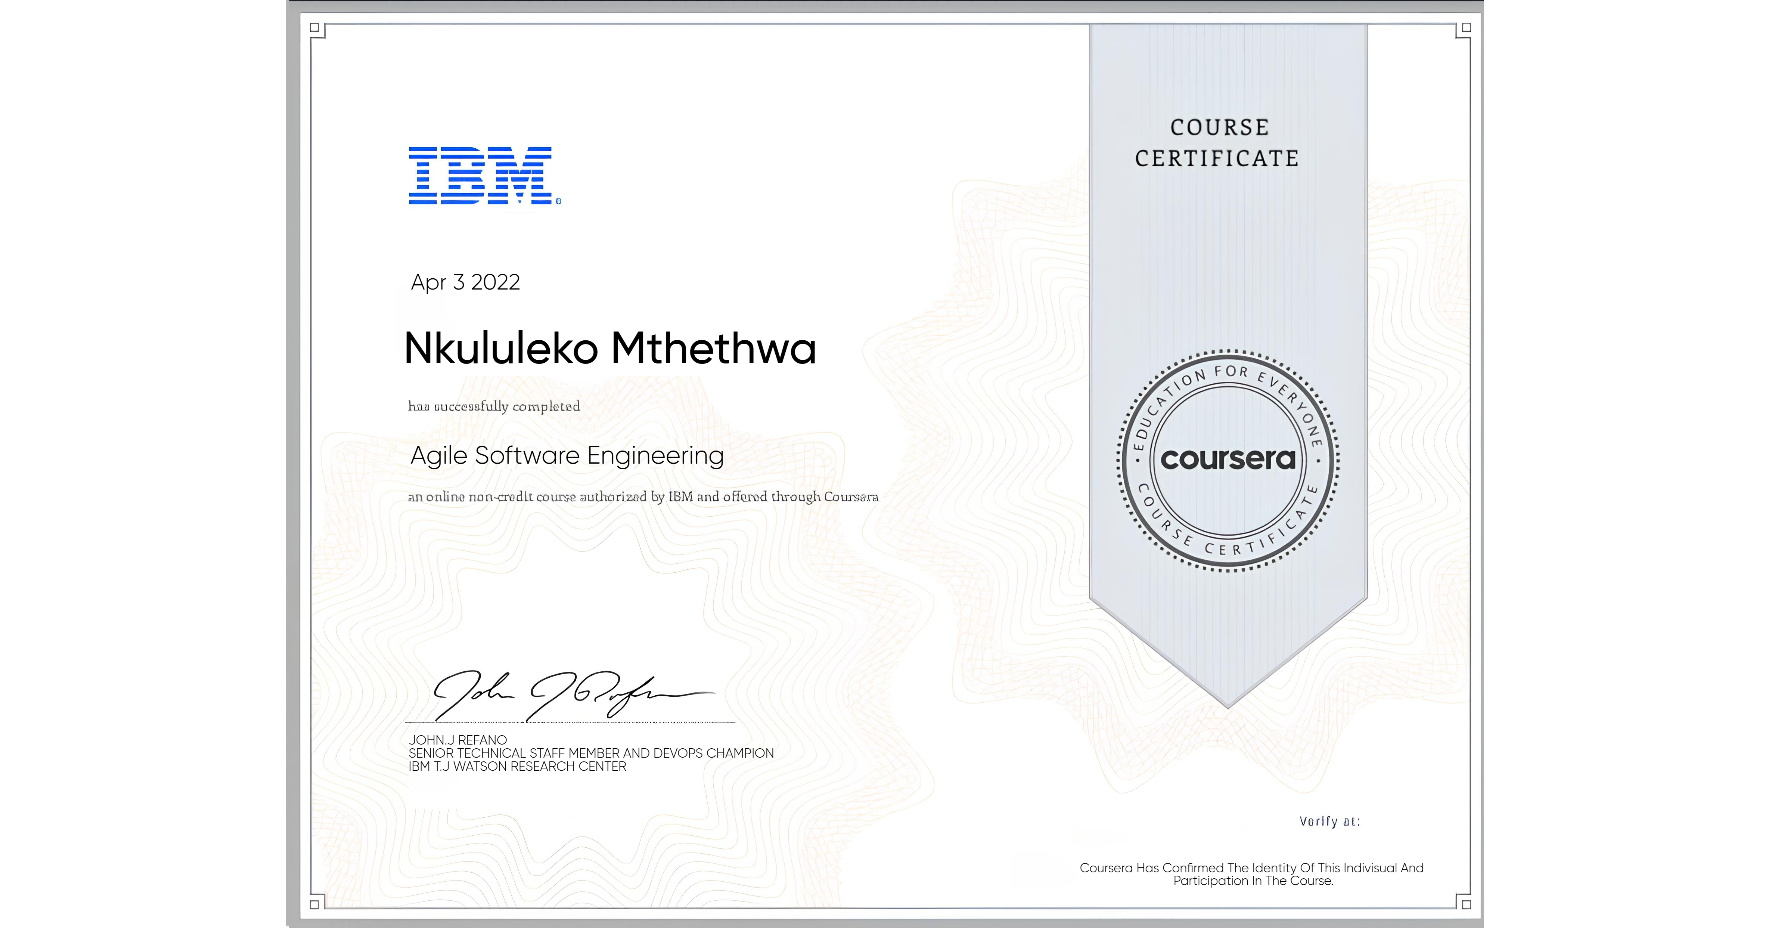 IBM®
COURSE
CERTIFICATE
Apr 3 2022
Nkululeko Mthethwa
has successfully completed
Agile Software Engineering
an online non-credit course authorized by IBM and offered through Coursera
EDUCATION FOR EVERYONE
coursera
COURSE CERTIFICATE
JOHN.J REFANO
SENIOR TECHNICAL STAFF MEMBER AND DEVOPS CHAMPION
IBM T.J WATSON RESEARCH CENTER
Verify at:
Coursera Has Confirmed The Identity Of This Indivisual And
Participation In The Course.